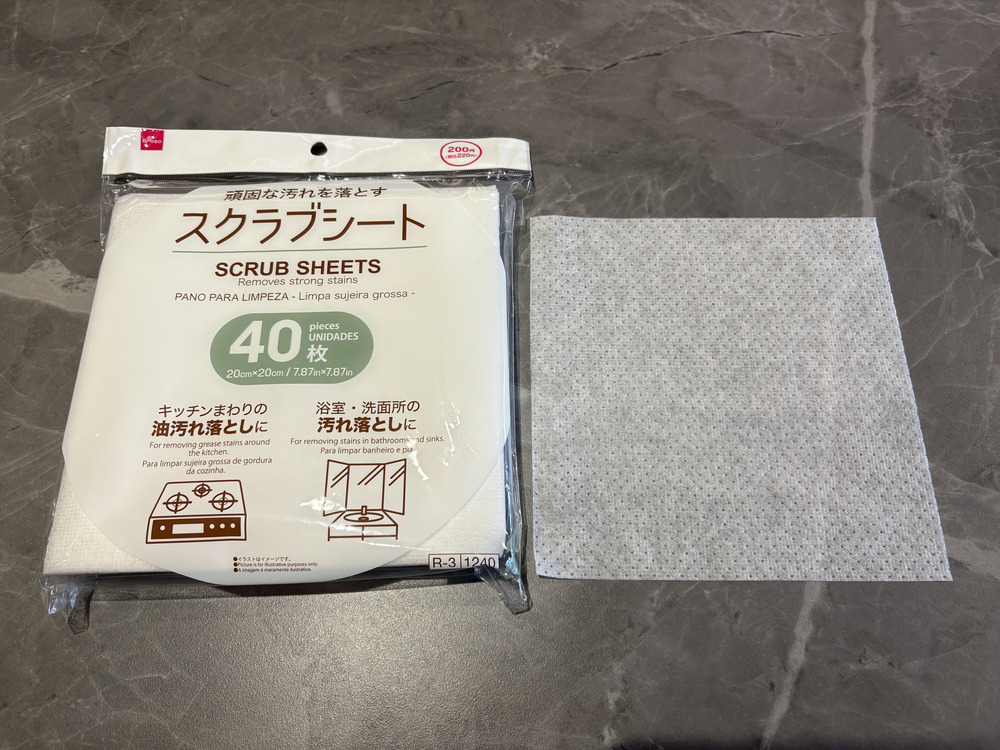 DAISO
200円
(税込220円)
頑固な汚れを落とす
スクラブシート
SCRUB SHEETS
Removes strong stains
PANO PARA LIMPEZA - Limpa sujeira grossa -
40 pieces UNIDADES 枚
20cm×20cm / 7.87in×7.87in
キッチンまわりの
油汚れ落としに
For removing grease stains around
the kitchen.
Para limpar sujeira grossa de gordura
da cozinha.
浴室・洗面所の
汚れ落としに
For removing stains in bathrooms and sinks.
Para limpar banheiro e pia
●イラストはイメージです。
●Picture is for illustrative purposes only.
●A imagem é meramente ilustrativa.
R-3 1240